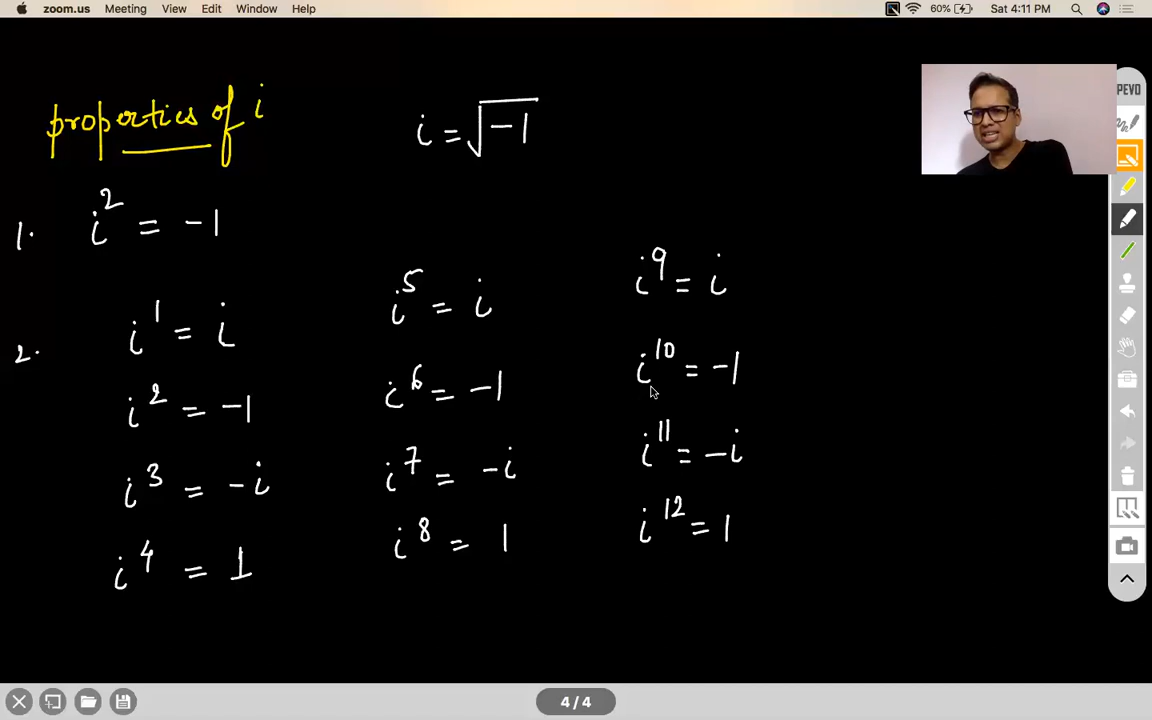 zoom.us Meeting View Edit Window Help 60% Sat 4:11 PM
properties of i
i = √-1
PEVO
1. i² = -1
2. i¹ = i
i² = -1
i³ = -i
i⁴ = 1
i⁵ = i
i⁶ = -1
i⁷ = -i
i⁸ = 1
i⁹ = i
i¹⁰ = -1
i¹¹ = -i
i¹² = 1
4 / 4